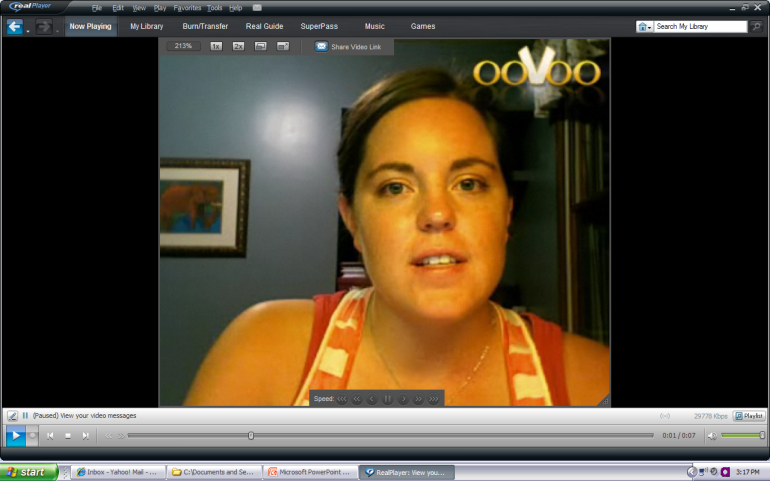 realPlayer File Edit View Play Favorites Tools Help
Now Playing My Library Burn/Transfer Real Guide SuperPass Music Games Search My Library
213% 1x 2x Share Video Link
ooVoo
Speed:
(Paused) View your video messages 29778 Kbps Playlist
0:01 / 0:07
start Inbox - Yahoo! Mail - ... C:\Documents and Se... Microsoft PowerPoint ... RealPlayer: View you... 3:17 PM